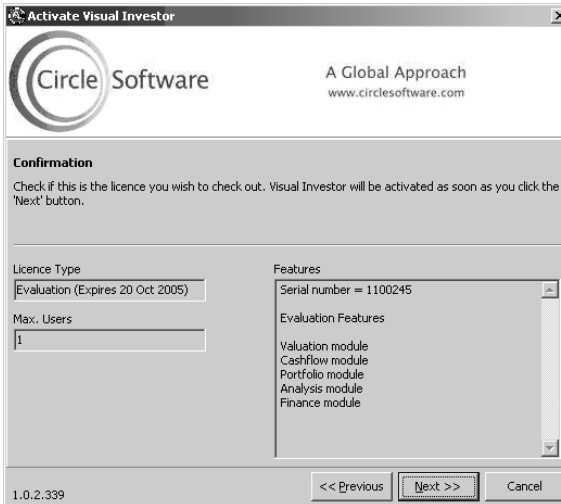 Activate Visual Investor
Circle Software
A Global Approach
www.circlesoftware.com
Confirmation
Check if this is the licence you wish to check out. Visual Investor will be activated as soon as you click the
'Next' button.
Licence Type
Evaluation (Expires 20 Oct 2005)
Max. Users
1
Features
Serial number = 1100245
Evaluation Features
Valuation module
Cashflow module
Portfolio module
Analysis module
Finance module
1.0.2.339
<< Previous
Next >>
Cancel